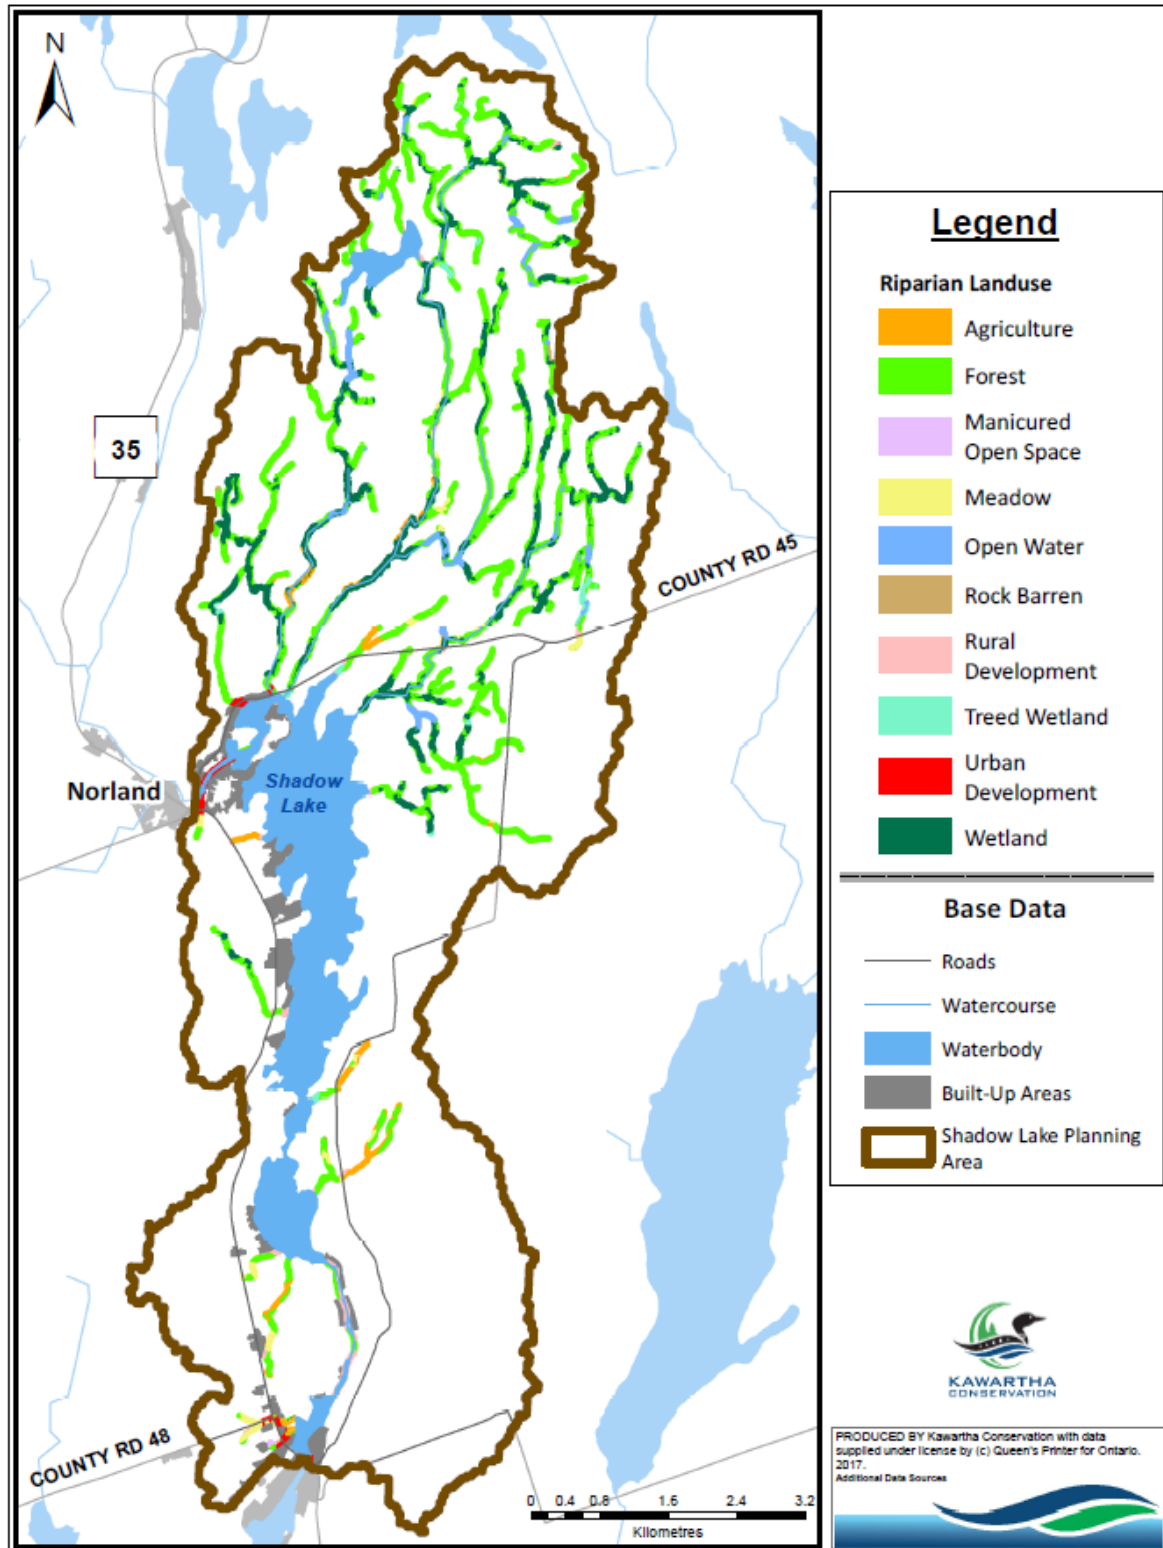 N
35
COUNTY RD 45
Norland
Shadow
Lake
COUNTY RD 48
0 0.4 0.8 1.6 2.4 3.2
Kilometres
Legend
Riparian Landuse
Agriculture
Forest
Manicured
Open Space
Meadow
Open Water
Rock Barren
Rural
Development
Treed Wetland
Urban
Development
Wetland
Base Data
Roads
Watercourse
Waterbody
Built-Up Areas
Shadow Lake Planning
Area
KAWARTHA
CONSERVATION
PRODUCED BY Kawartha Conservation with data
supplied under license by (c) Queen's Printer for Ontario.
2017.
Additional Data Sources